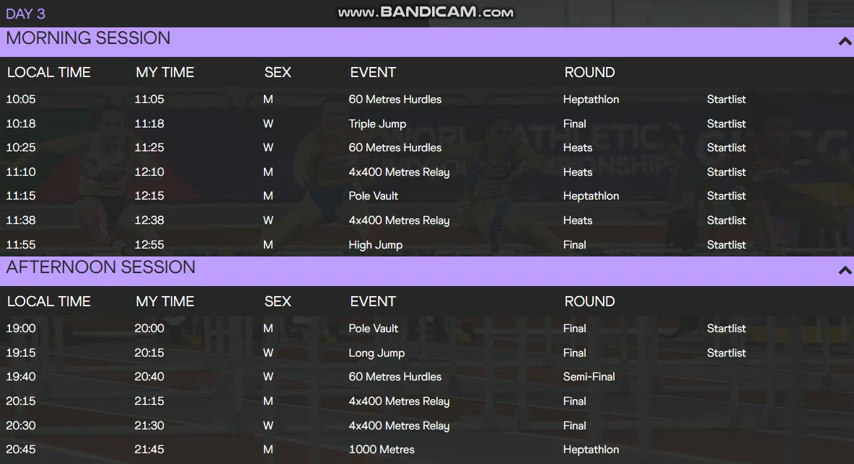 DAY 3
www.BANDICAM.com
MORNING SESSION
LOCAL TIME MY TIME SEX EVENT ROUND
10:05 11:05 M 60 Metres Hurdles Heptathlon Startlist
10:18 11:18 W Triple Jump Final Startlist
10:25 11:25 W 60 Metres Hurdles Heats Startlist
11:10 12:10 M 4x400 Metres Relay Heats Startlist
11:15 12:15 M Pole Vault Heptathlon Startlist
11:38 12:38 W 4x400 Metres Relay Heats Startlist
11:55 12:55 M High Jump Final Startlist
AFTERNOON SESSION
LOCAL TIME MY TIME SEX EVENT ROUND
19:00 20:00 M Pole Vault Final Startlist
19:15 20:15 W Long Jump Final Startlist
19:40 20:40 W 60 Metres Hurdles Semi-Final
20:15 21:15 M 4x400 Metres Relay Final
20:30 21:30 W 4x400 Metres Relay Final
20:45 21:45 M 1000 Metres Heptathlon